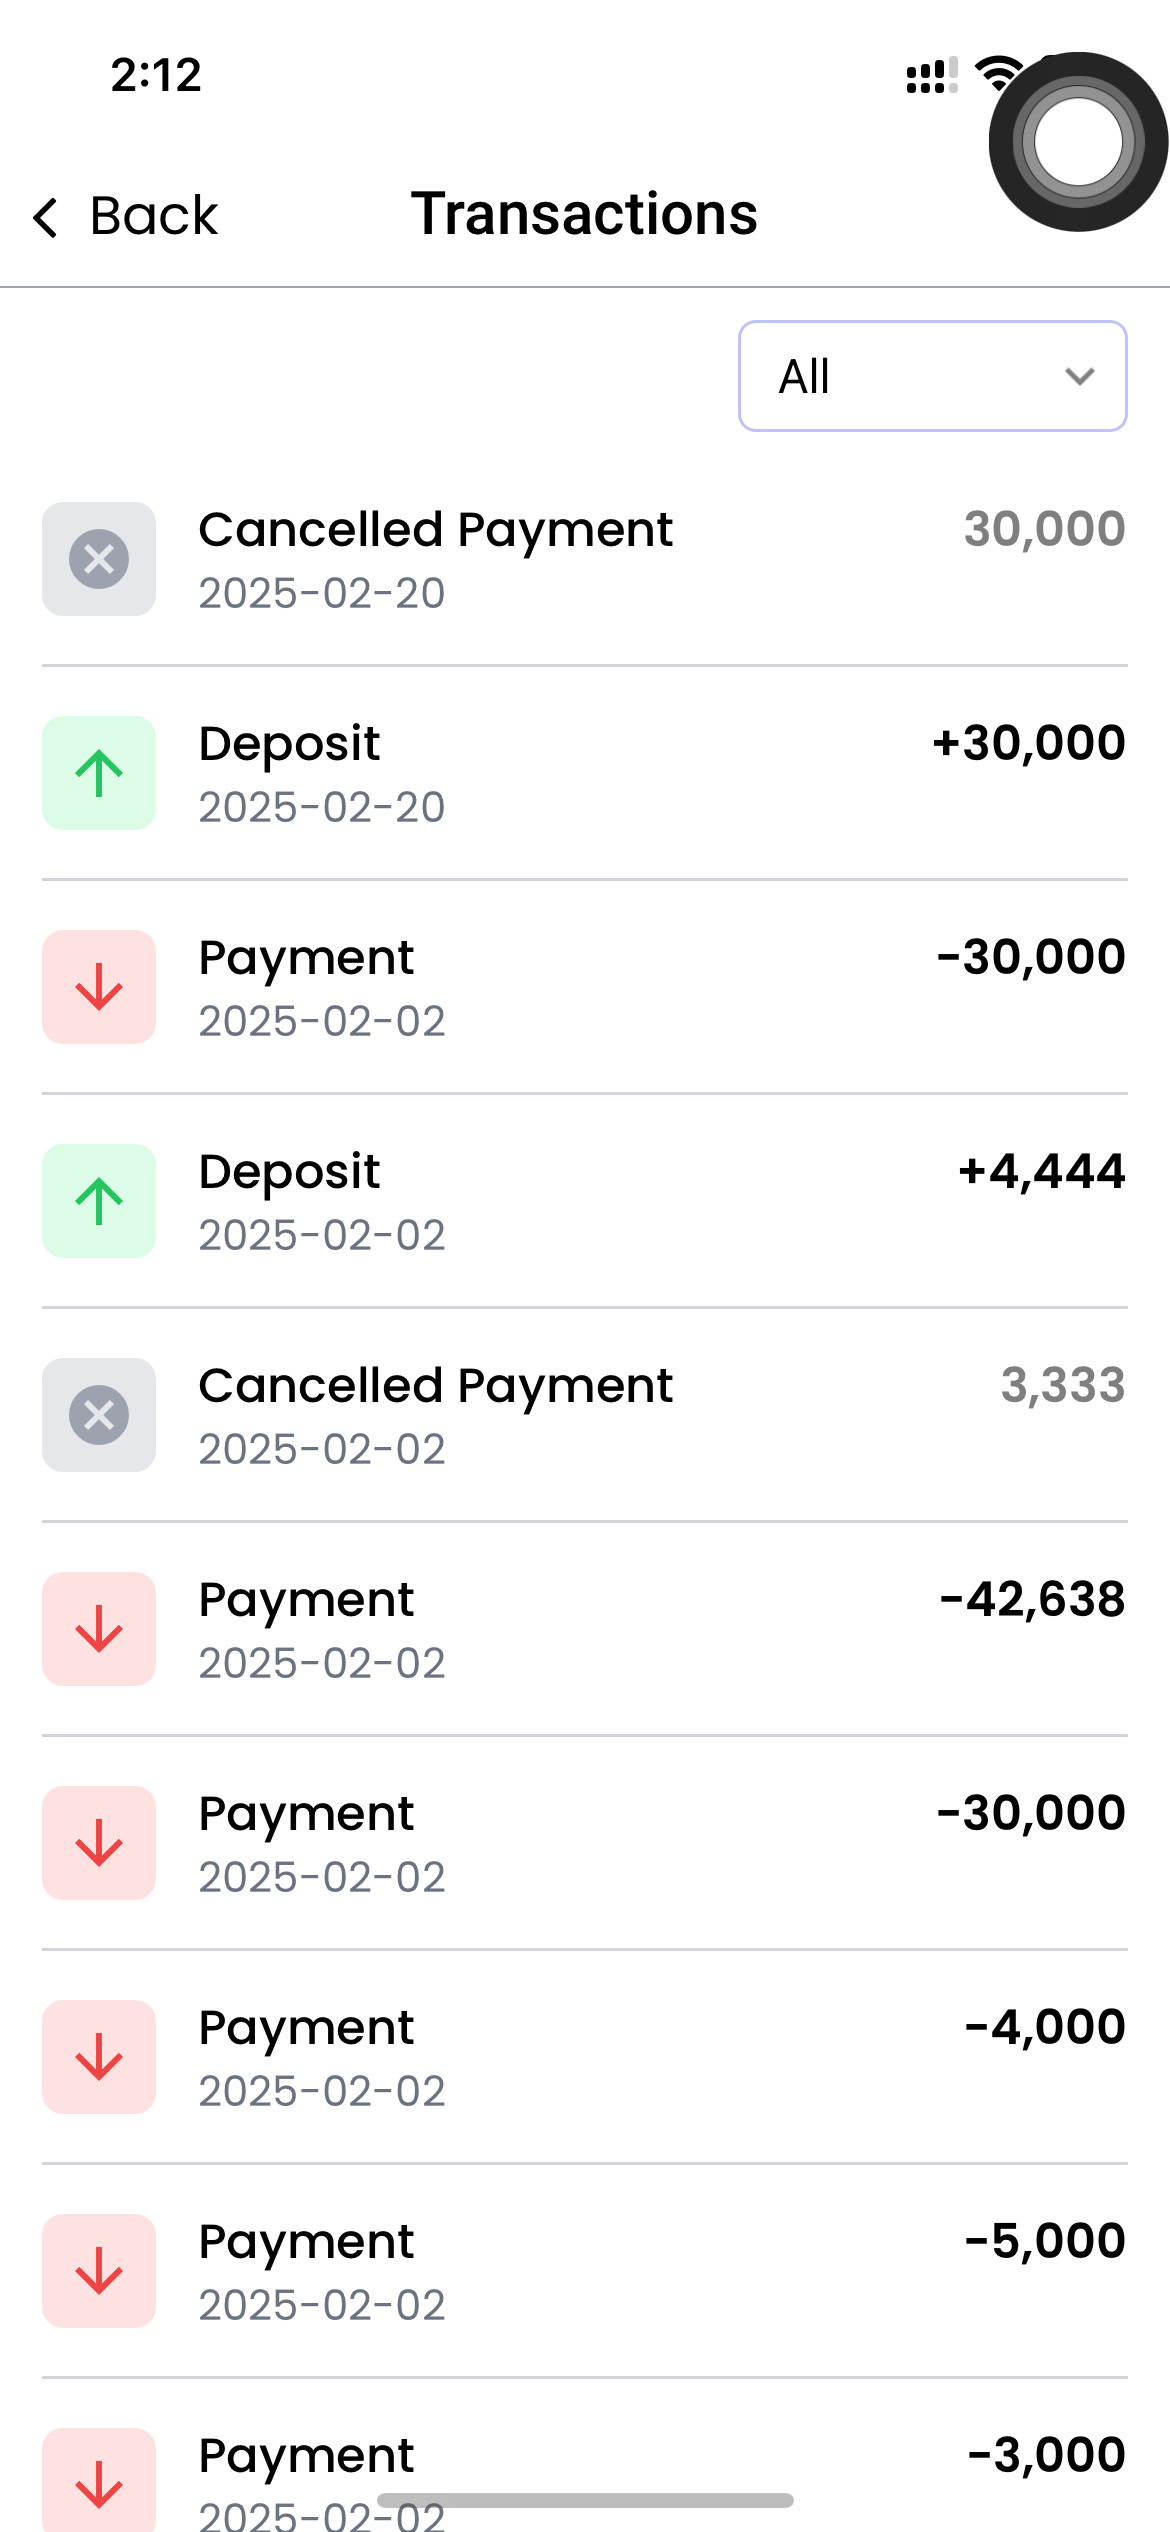 2:12
Back
Transactions
All
Cancelled Payment 30,000
2025-02-20
Deposit +30,000
2025-02-20
Payment -30,000
2025-02-02
Deposit +4,444
2025-02-02
Cancelled Payment 3,333
2025-02-02
Payment -42,638
2025-02-02
Payment -30,000
2025-02-02
Payment -4,000
2025-02-02
Payment -5,000
2025-02-02
Payment -3,000
2025-02-02